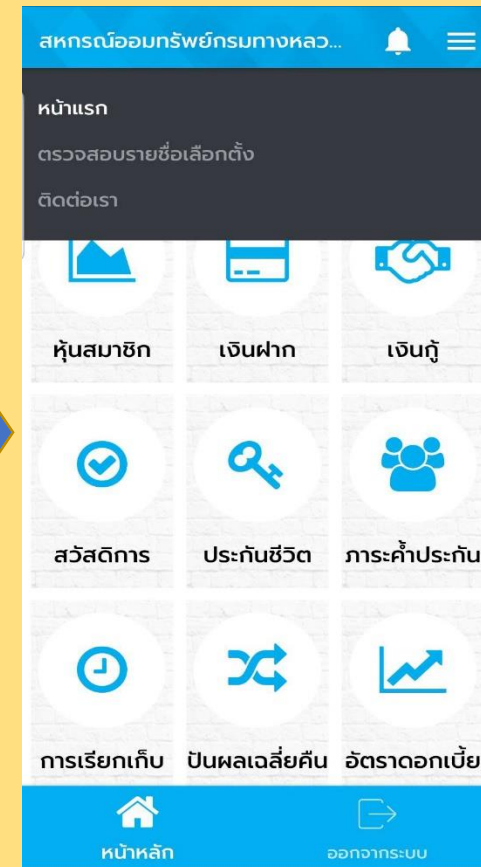 สหกรณ์ออมทรัพย์กรมทางหลว...
หน้าแรก
ตรวจสอบรายชื่อเลือกตั้ง
ติดต่อเรา
หุ้นสมาชิก เงินฝาก เงินกู้
สวัสดิการ ประกันชีวิต ภาระค้ำประกัน
การเรียกเก็บ ปันผลเฉลี่ยคืน อัตราดอกเบี้ย
หน้าหลัก ออกจากระบบ